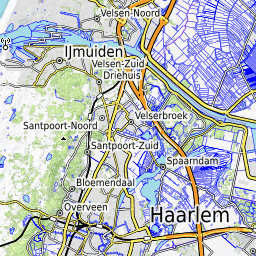 Velsen-Noord
IJmuiden
Velsen-Zuid
Driehuis
Velserbroek
Santpoort-Noord
Santpoort-Zuid
Spaarndam
Bloemendaal
Overveen
Haarlem